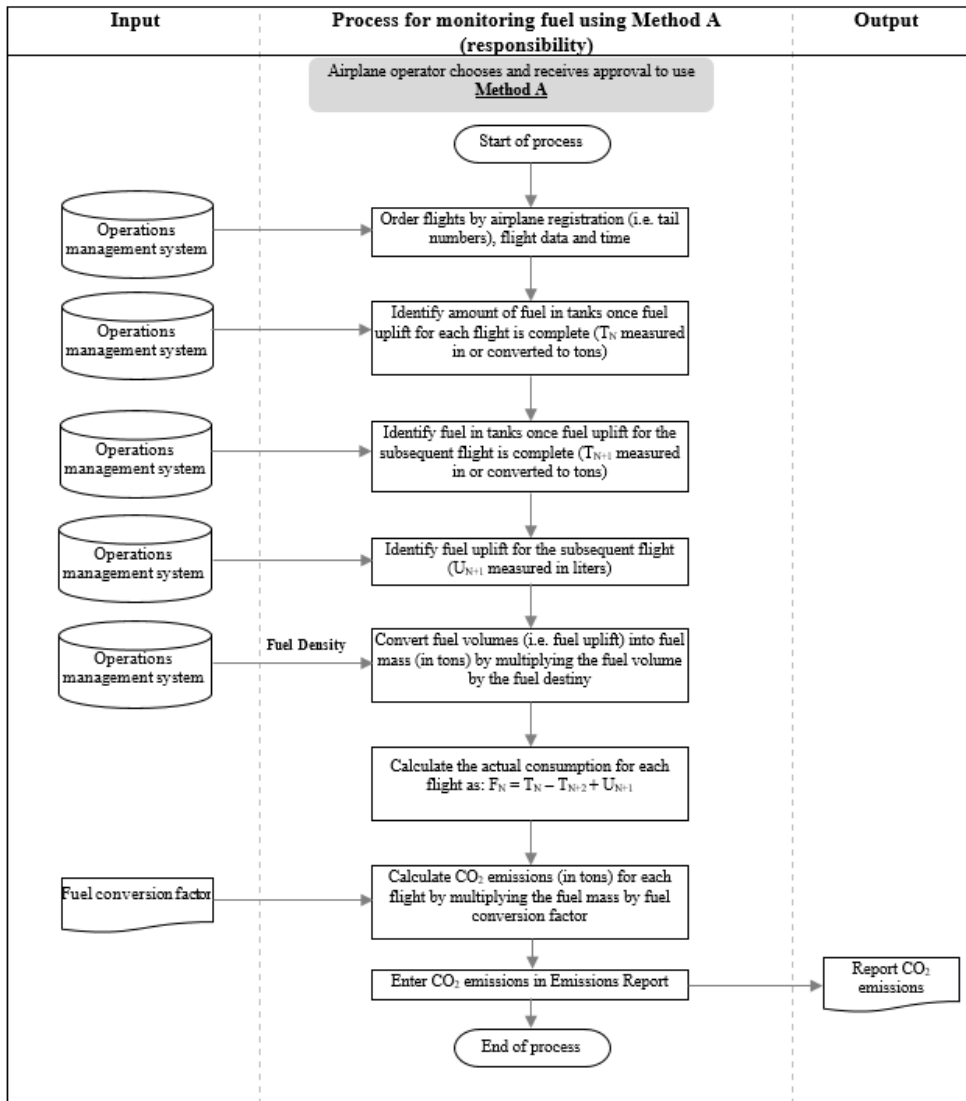 Input
Process for monitoring fuel using Method A
(responsibility)
Output
Airplane operator chooses and receives approval to use
Method A
Start of process
Operations
management system
Order flights by airplane registration (i.e. tail
numbers), flight data and time
Operations
management system
Identify amount of fuel in tanks once fuel
uplift for each flight is complete (T_N measured
in or converted to tons)
Operations
management system
Identify fuel in tanks once fuel uplift for the
subsequent flight is complete (T_N+1 measured
in or converted to tons)
Operations
management system
Identify fuel uplift for the subsequent flight
(U_N+1 measured in liters)
Operations
management system
Fuel Density
Convert fuel volumes (i.e. fuel uplift) into fuel
mass (in tons) by multiplying the fuel volume
by the fuel destiny
Calculate the actual consumption for each
flight as: F_N = T_N – T_N+2 + U_N+1
Fuel conversion factor
Calculate CO₂ emissions (in tons) for each
flight by multiplying the fuel mass by fuel
conversion factor
Enter CO₂ emissions in Emissions Report
Report CO₂
emissions
End of process